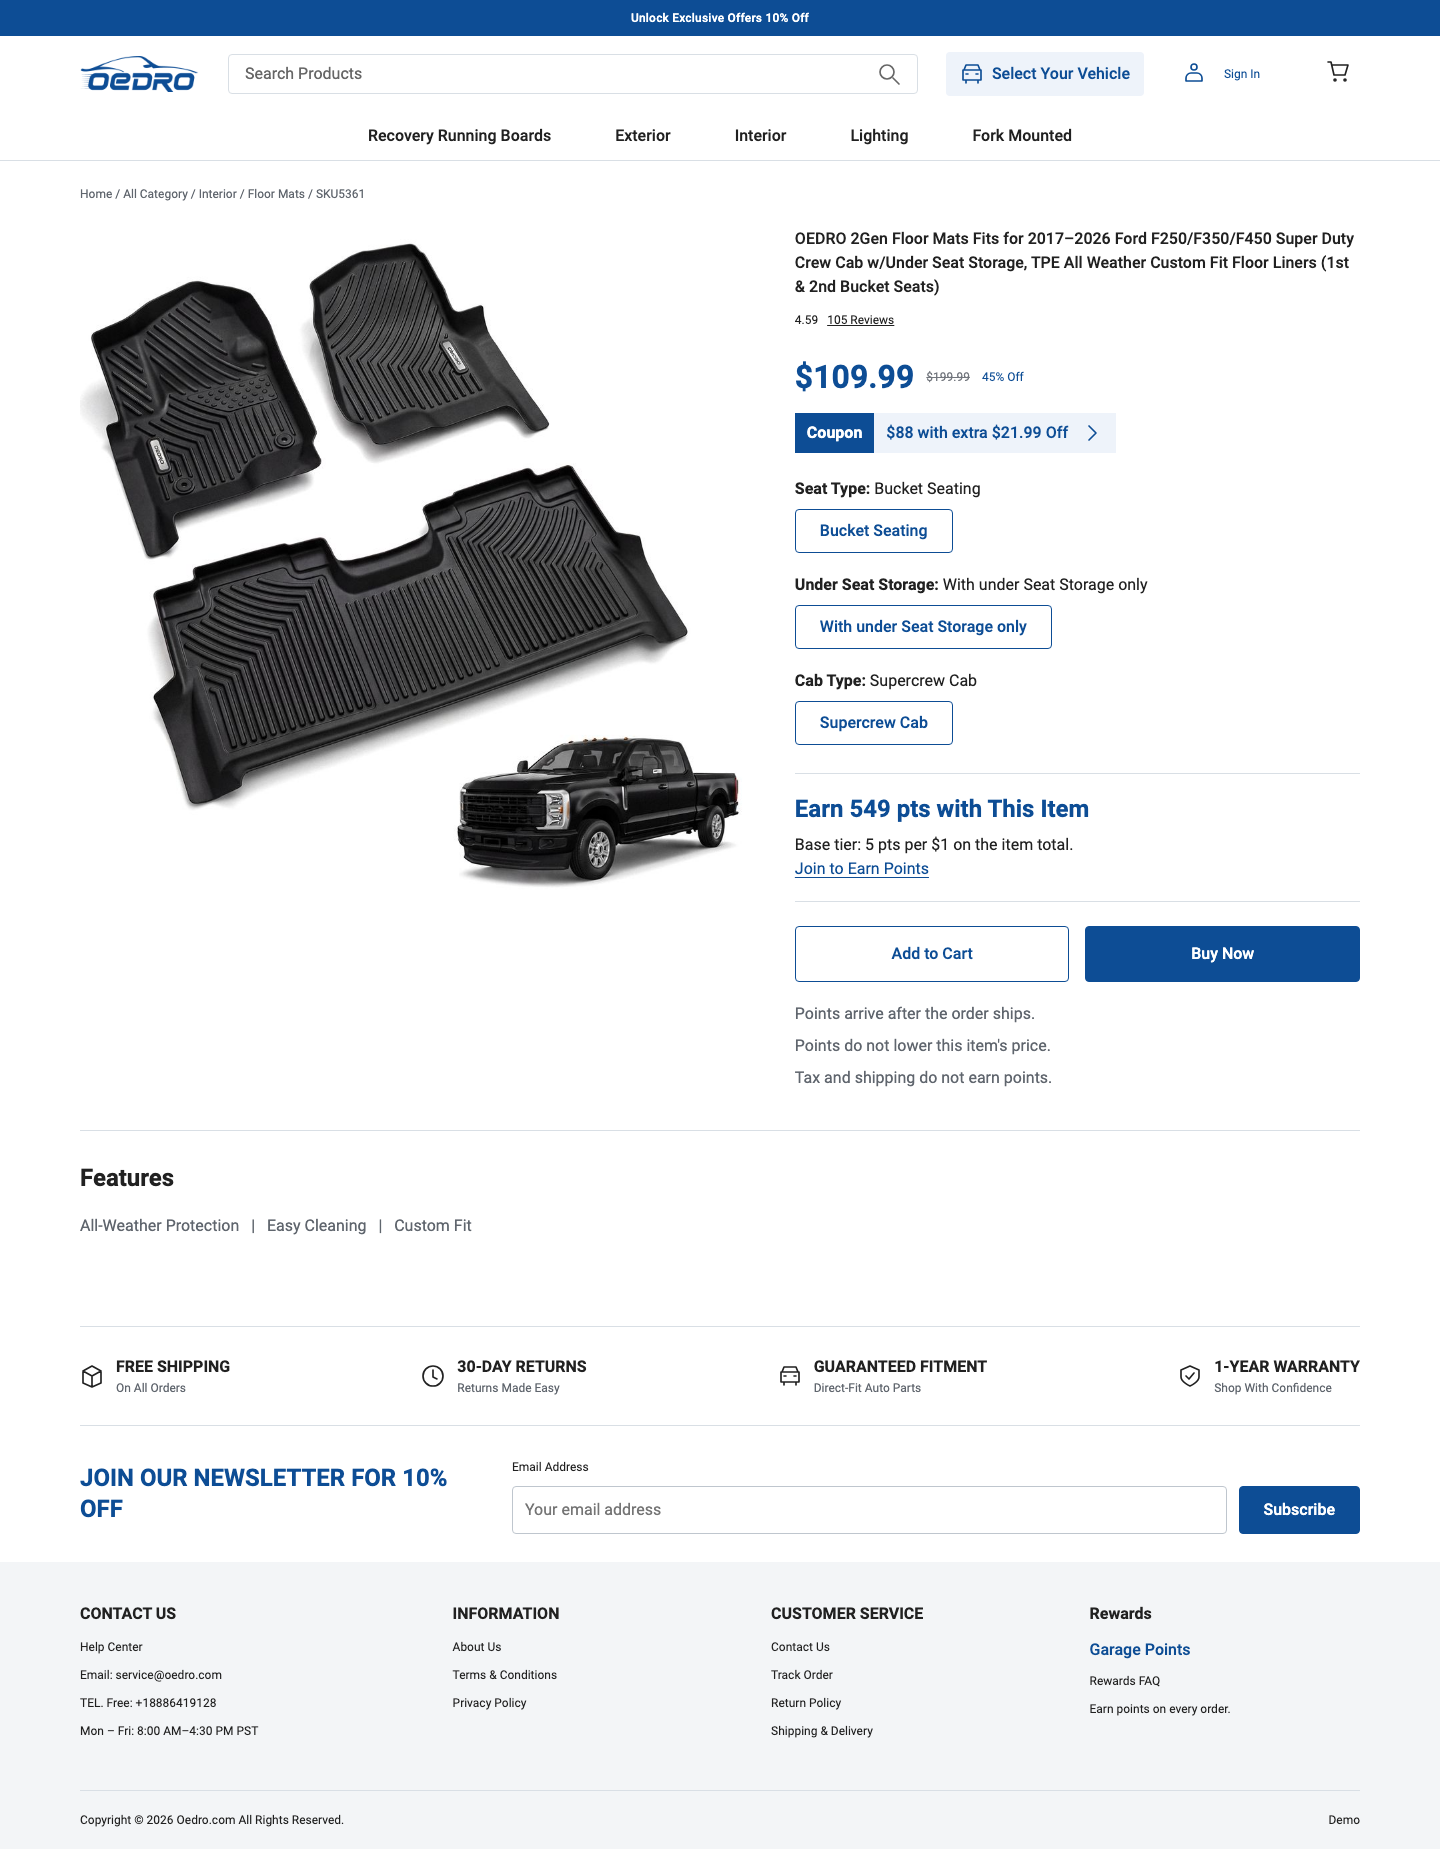 Unlock Exclusive Offers 10% Off
OEDRO
Search Products
Select Your Vehicle
Sign In
Recovery Running Boards
Exterior
Interior
Lighting
Fork Mounted
Home / All Category / Interior / Floor Mats / SKU5361
OEDRO 2Gen Floor Mats Fits for 2017–2026 Ford F250/F350/F450 Super Duty
Crew Cab w/Under Seat Storage, TPE All Weather Custom Fit Floor Liners (1st
& 2nd Bucket Seats)
4.59 105 Reviews
$109.99 $199.99 45% Off
Coupon $88 with extra $21.99 Off
Seat Type: Bucket Seating
Bucket Seating
Under Seat Storage: With under Seat Storage only
With under Seat Storage only
Cab Type: Supercrew Cab
Supercrew Cab
Earn 549 pts with This Item
Base tier: 5 pts per $1 on the item total.
Join to Earn Points
Add to Cart
Buy Now
Points arrive after the order ships.
Points do not lower this item's price.
Tax and shipping do not earn points.
Features
All-Weather Protection | Easy Cleaning | Custom Fit
FREE SHIPPING
On All Orders
30-DAY RETURNS
Returns Made Easy
GUARANTEED FITMENT
Direct-Fit Auto Parts
1-YEAR WARRANTY
Shop With Confidence
JOIN OUR NEWSLETTER FOR 10%
OFF
Email Address
Your email address
Subscribe
CONTACT US
Help Center
Email: service@oedro.com
TEL. Free: +18886419128
Mon – Fri: 8:00 AM–4:30 PM PST
INFORMATION
About Us
Terms & Conditions
Privacy Policy
CUSTOMER SERVICE
Contact Us
Track Order
Return Policy
Shipping & Delivery
Rewards
Garage Points
Rewards FAQ
Earn points on every order.
Copyright © 2026 Oedro.com All Rights Reserved.
Demo